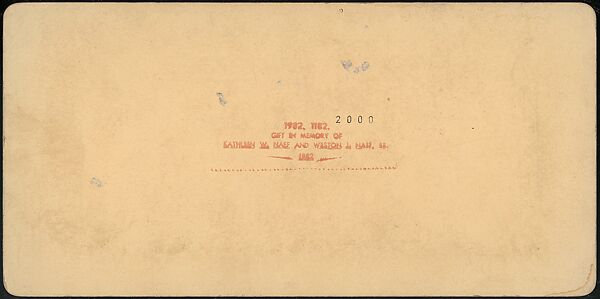 1982, 1182. 2000
GIFT IN MEMORY OF
KATHLEEN W. NAEF AND WESTON J. NAEF, SR.
1982